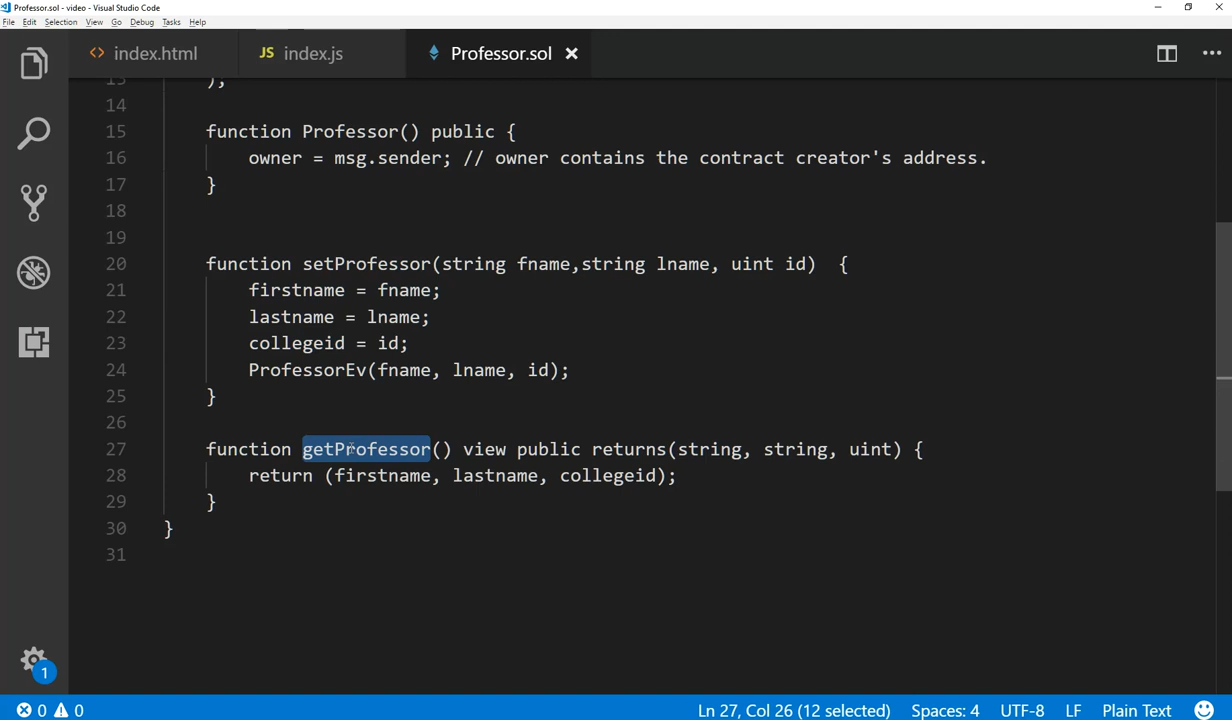 Professor.sol - video - Visual Studio Code
File Edit Selection View Go Debug Tasks Help
<> index.html JS index.js Professor.sol ×
13 );
14
15 function Professor() public {
16 owner = msg.sender; // owner contains the contract creator's address.
17 }
18
19
20 function setProfessor(string fname,string lname, uint id)  {
21 firstname = fname;
22 lastname = lname;
23 collegeid = id;
24 ProfessorEv(fname, lname, id);
25 }
26
27 function getProfessor() view public returns(string, string, uint) {
28 return (firstname, lastname, collegeid);
29 }
30 }
31
1
0 0 Ln 27, Col 26 (12 selected) Spaces: 4 UTF-8 LF Plain Text